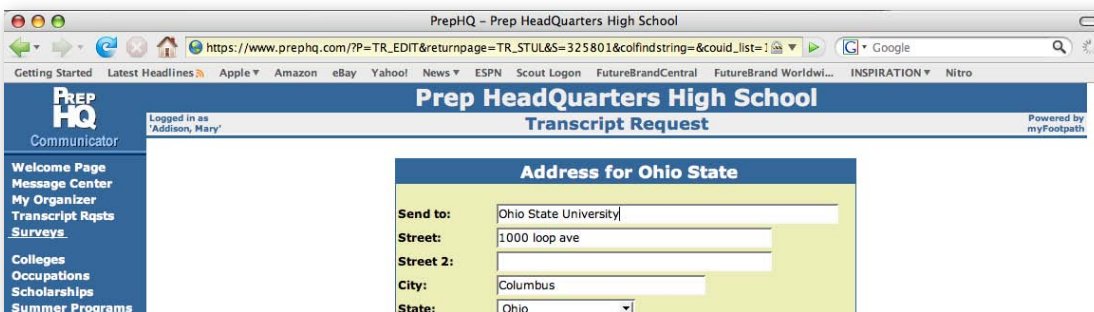 PrepHQ – Prep HeadQuarters High School
https://www.prephq.com/?P=TR_EDIT&returnpage=TR_STUL&S=325801&colfindstring=&couid_list=1
G Google
Getting Started Latest Headlines Apple Amazon eBay Yahoo! News ESPN Scout Logon FutureBrandCentral FutureBrand Worldwi... INSPIRATION Nitro
PREP HQ
Communicator
Prep HeadQuarters High School
Logged in as
'Addison, Mary'
Transcript Request
Powered by
myFootpath
Welcome Page
Message Center
My Organizer
Transcript Rqsts
Surveys
Colleges
Occupations
Scholarships
Summer Programs
Address for Ohio State
Send to: Ohio State University
Street: 1000 loop ave
Street 2:
City: Columbus
State: Ohio